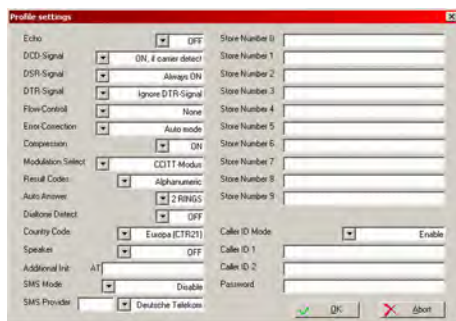 Profile settings
Echo OFF
DCD-Signal ON, if carrier detect
DSR-Signal Always ON
DTR-Signal Ignore DTR-Signal
Flow-Controll None
Error-Correction Auto mode
Compression ON
Modulation Select CCITT-Modus
Result Codes Alphanumeric
Auto Answer 2 RINGS
Dialtone Detect OFF
Country Code Europa (CTR21)
Speaker OFF
Additional Init AT
SMS Mode Disable
SMS Provider Deutsche Telekom
Store Number 0
Store Number 1
Store Number 2
Store Number 3
Store Number 4
Store Number 5
Store Number 6
Store Number 7
Store Number 8
Store Number 9
Caller ID Mode Enable
Caller ID 1
Caller ID 2
Password
OK Abort